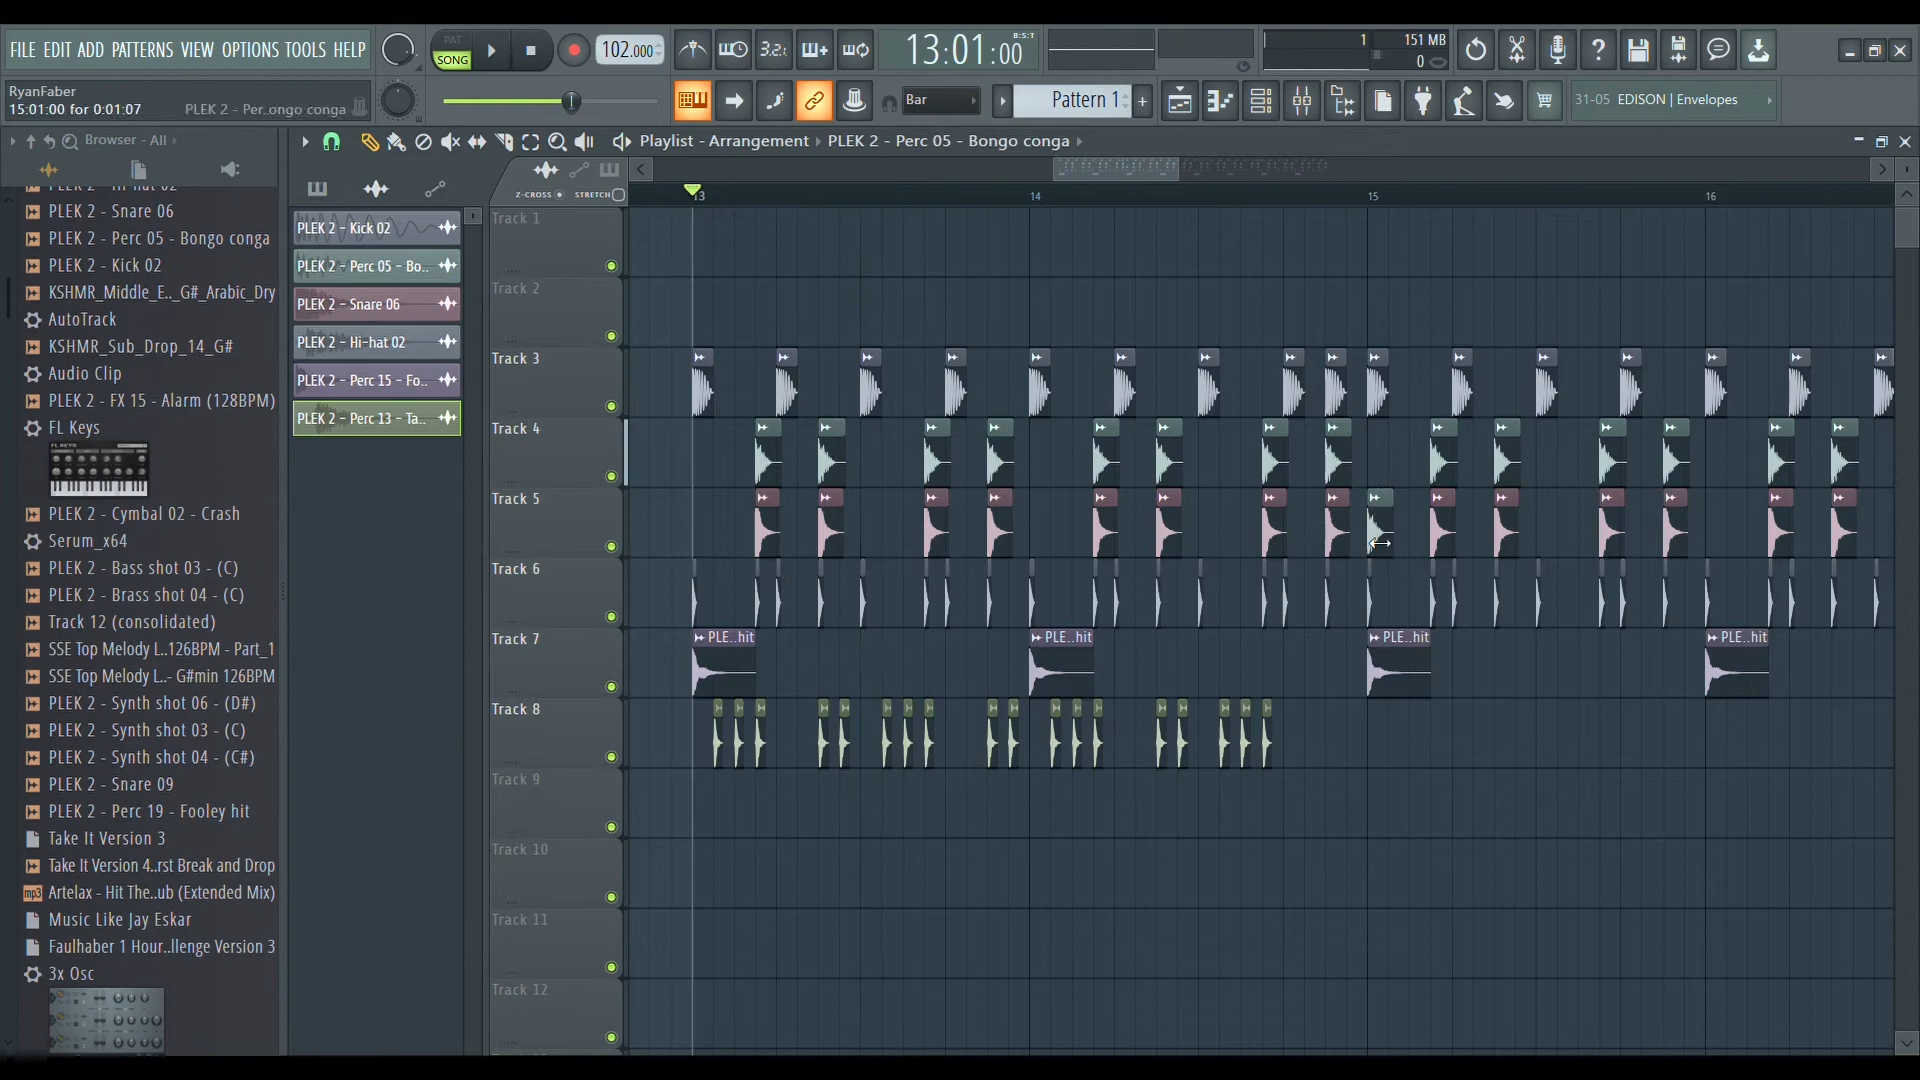 FILE EDIT ADD PATTERNS VIEW OPTIONS TOOLS HELP
PAT
SONG
102.000
3.2.1
13:01:00
B:S:T
1
151 MB
0
RyanFaber
15:01:00 for 0:01:07
PLEK 2 - Per..ongo conga
Bar
Pattern 1
31-05 EDISON | Envelopes
Browser - All
Playlist - Arrangement
PLEK 2 - Perc 05 - Bongo conga
PLEK 2 - Hi-hat 02
PLEK 2 - Snare 06
PLEK 2 - Perc 05 - Bongo conga
PLEK 2 - Kick 02
KSHMR_Middle_E.._G#_Arabic_Dry
AutoTrack
KSHMR_Sub_Drop_14_G#
Audio Clip
PLEK 2 - FX 15 - Alarm (128BPM)
FL Keys
PLEK 2 - Cymbal 02 - Crash
Serum_x64
PLEK 2 - Bass shot 03 - (C)
PLEK 2 - Brass shot 04 - (C)
Track 12 (consolidated)
SSE Top Melody L..126BPM - Part_1
SSE Top Melody L..- G#min 126BPM
PLEK 2 - Synth shot 06 - (D#)
PLEK 2 - Synth shot 03 - (C)
PLEK 2 - Synth shot 04 - (C#)
PLEK 2 - Snare 09
PLEK 2 - Perc 19 - Fooley hit
Take It Version 3
Take It Version 4..rst Break and Drop
mp3 Artelax - Hit The..ub (Extended Mix)
Music Like Jay Eskar
Faulhaber 1 Hour..llenge Version 3
3x Osc
PLEK 2 - Kick 02
PLEK 2 - Perc 05 - Bo..
PLEK 2 - Snare 06
PLEK 2 - Hi-hat 02
PLEK 2 - Perc 15 - Fo..
PLEK 2 - Perc 13 - Ta..
Z-CROSS
STRETCH
13
14
15
16
Track 1
Track 2
Track 3
Track 4
Track 5
Track 6
Track 7
PLE..hit
PLE..hit
PLE..hit
PLE..hit
Track 8
Track 9
Track 10
Track 11
Track 12